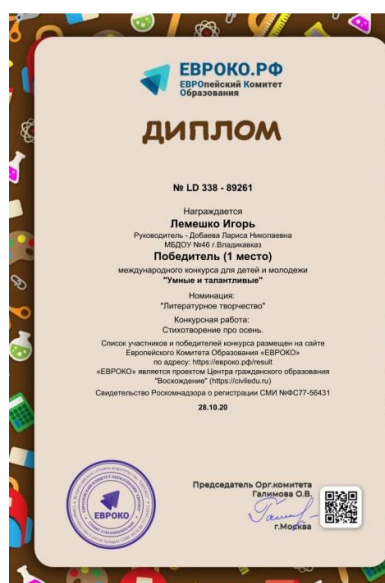 ЕВРОКО.РФ
ЕВРОпейский Комитет
Образования
ДИПЛОМ
№ LD 338 - 89261
Награждается
Лемешко Игорь
Руководитель - Добаева Лариса Николаевна
МБДОУ №46 г.Владикавказ
Победитель (1 место)
международного конкурса для детей и молодежи
"Умные и талантливые"
Номинация:
"Литературное творчество"
Конкурсная работа:
Стихотворение про осень.
Список участников и победителей конкурса размещен на сайте
Европейского Комитета Образования «ЕВРОКО»
по адресу: https://евроко.рф/result
«ЕВРОКО» является проектом Центра гражданского образования
"Восхождение" (https://civiledu.ru)
Свидетельство Роскомнадзора о регистрации СМИ №ФС77-56431
28.10.20
Председатель Орг.комитета
Галимова О.В.
г.Москва
ЕВРОКО